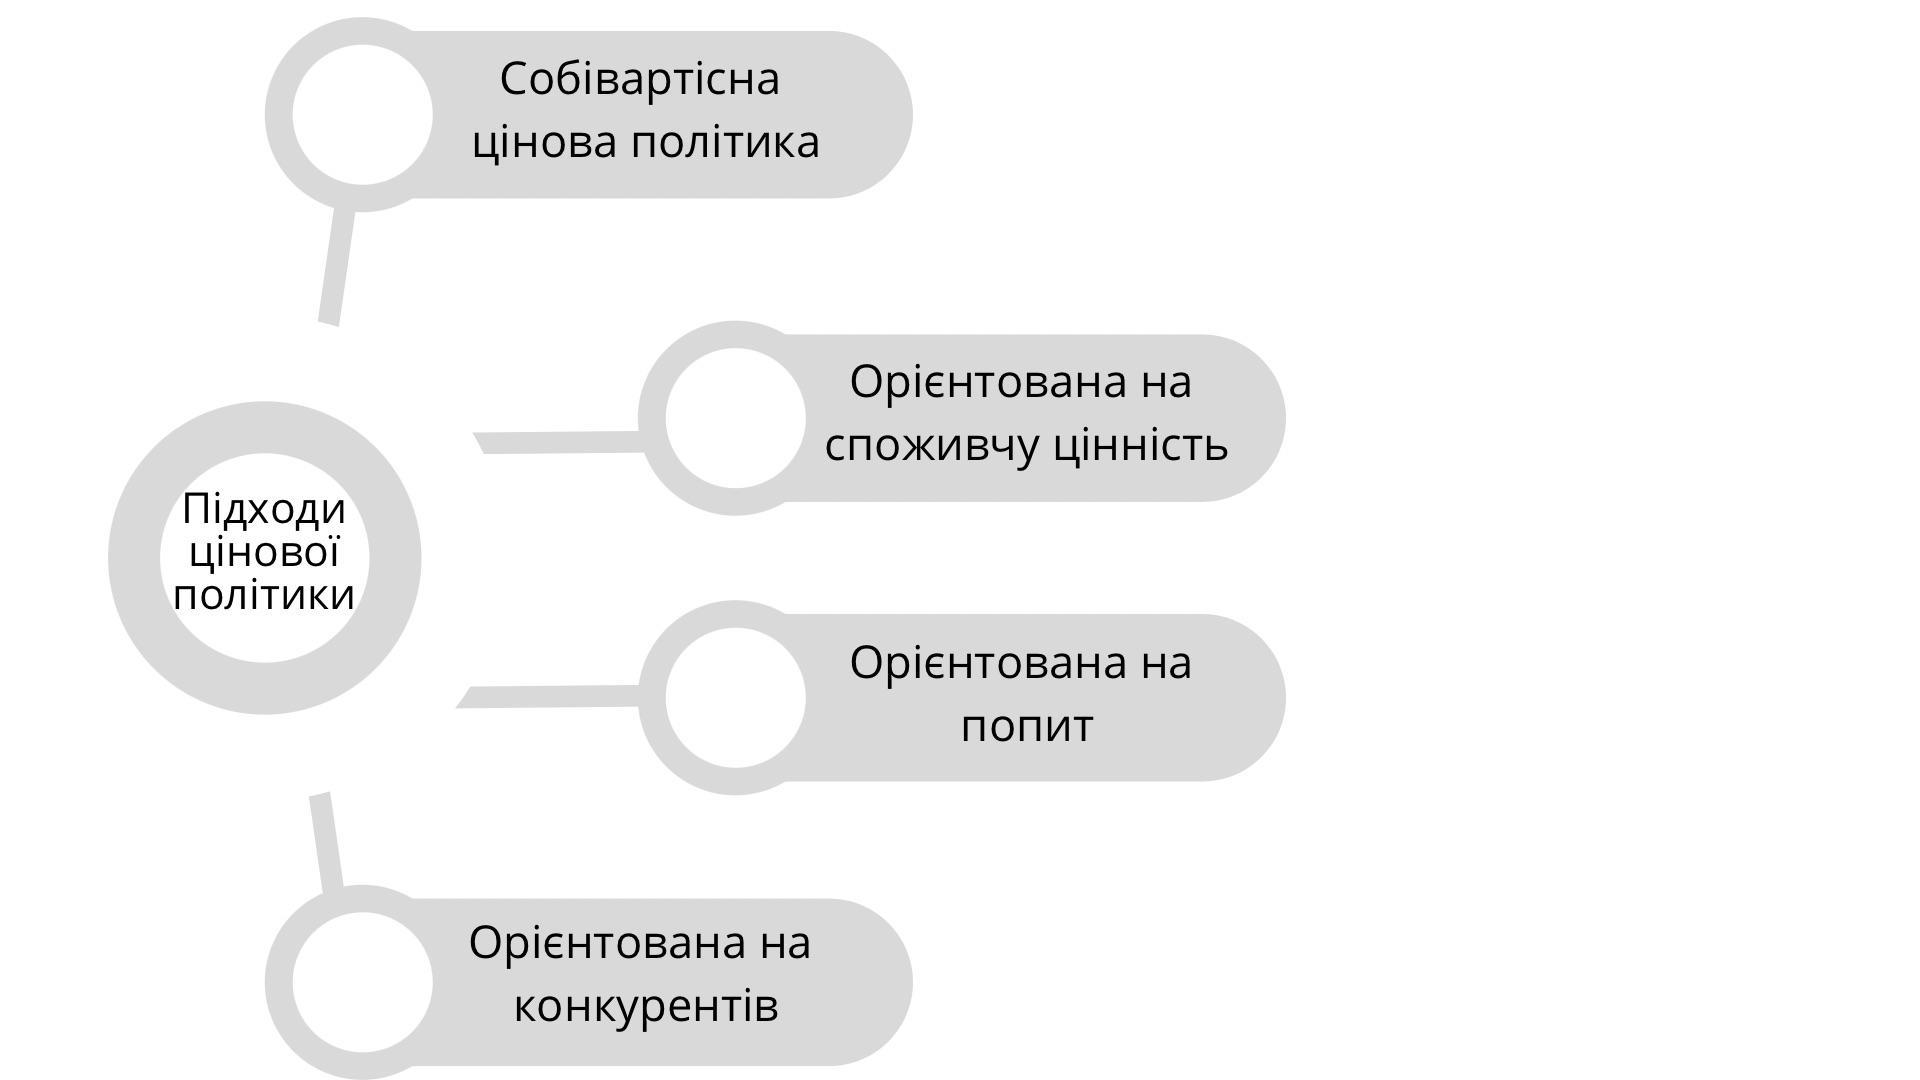 Собівартісна
цінова політика
Орієнтована на
споживчу цінність
Підходи
цінової
політики
Орієнтована на
попит
Орієнтована на
конкурентів